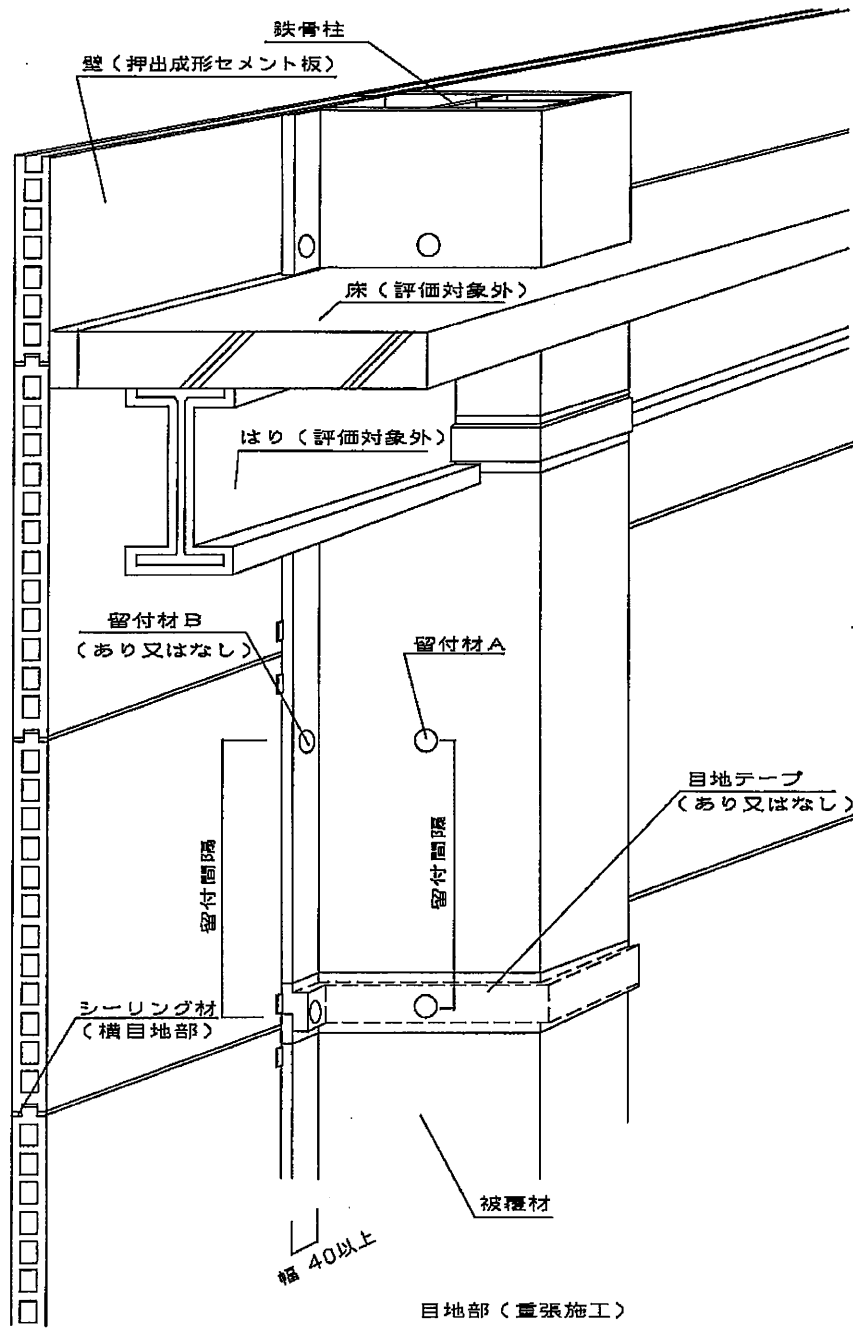 鉄骨柱
壁（押出成形セメント板）
床（評価対象外）
はり（評価対象外）
留付材B
（あり又はなし）
留付材A
目地テープ
（あり又はなし）
留付間隔
留付間隔
シーリング材
（横目地部）
被覆材
幅 40以上
目地部（重張施工）